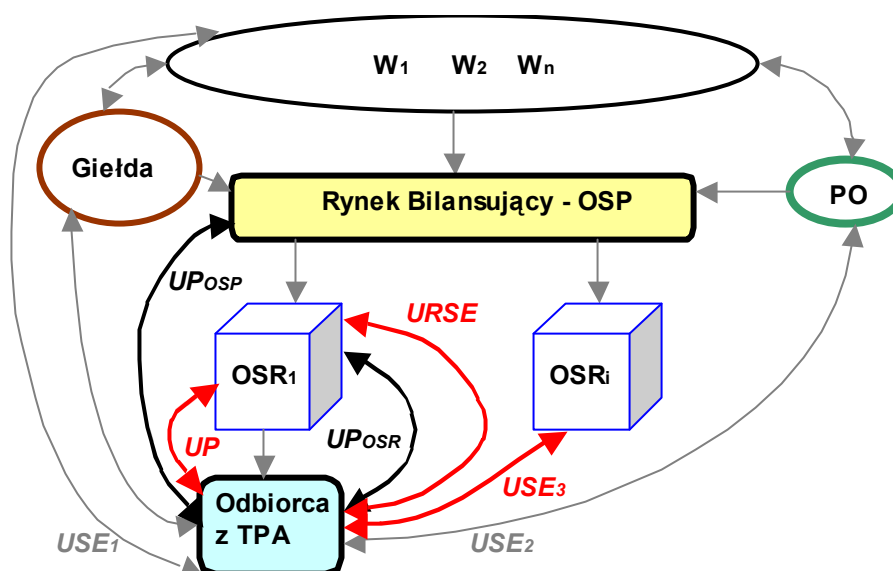 W1 W2 Wn
Giełda
PO
Rynek Bilansujący - OSP
UPOSP
URSE
OSR1
OSRi
UP
UPOSR
USE3
Odbiorca
z TPA
USE1
USE2